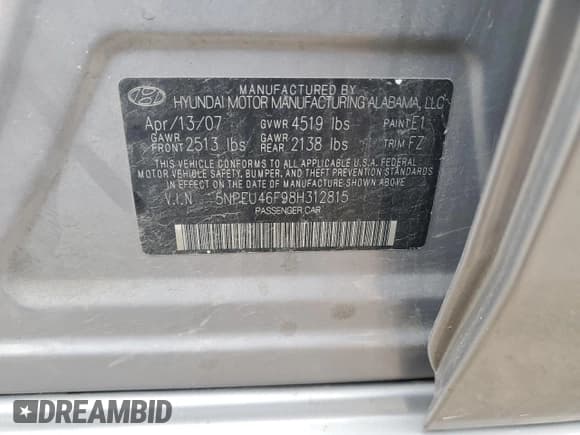 MANUFACTURED BY
HYUNDAI MOTOR MANUFACTURING ALABAMA, LLC
Apr/13/07 GVWR 4519 lbs PAINT E1
GAWR FRONT 2513 lbs GAWR REAR 2138 lbs TRIM FZ
THIS VEHICLE CONFORMS TO ALL APPLICABLE U.S.A. FEDERAL
MOTOR VEHICLE SAFETY, BUMPER, AND THEFT PREVENTION
STANDARDS IN EFFECT ON THE DATE OF MANUFACTURE SHOWN ABOVE.
V.I.N 5NPEU46F98H312815
PASSENGER CAR
DREAMBID